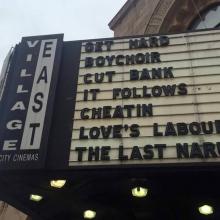 VILLAGE
EAST
CITY CINEMAS
GET HARD
BOYCHOIR
CUT BANK
IT FOLLOWS
CHEATIN
LOVE'S LABOU
THE LAST NAR